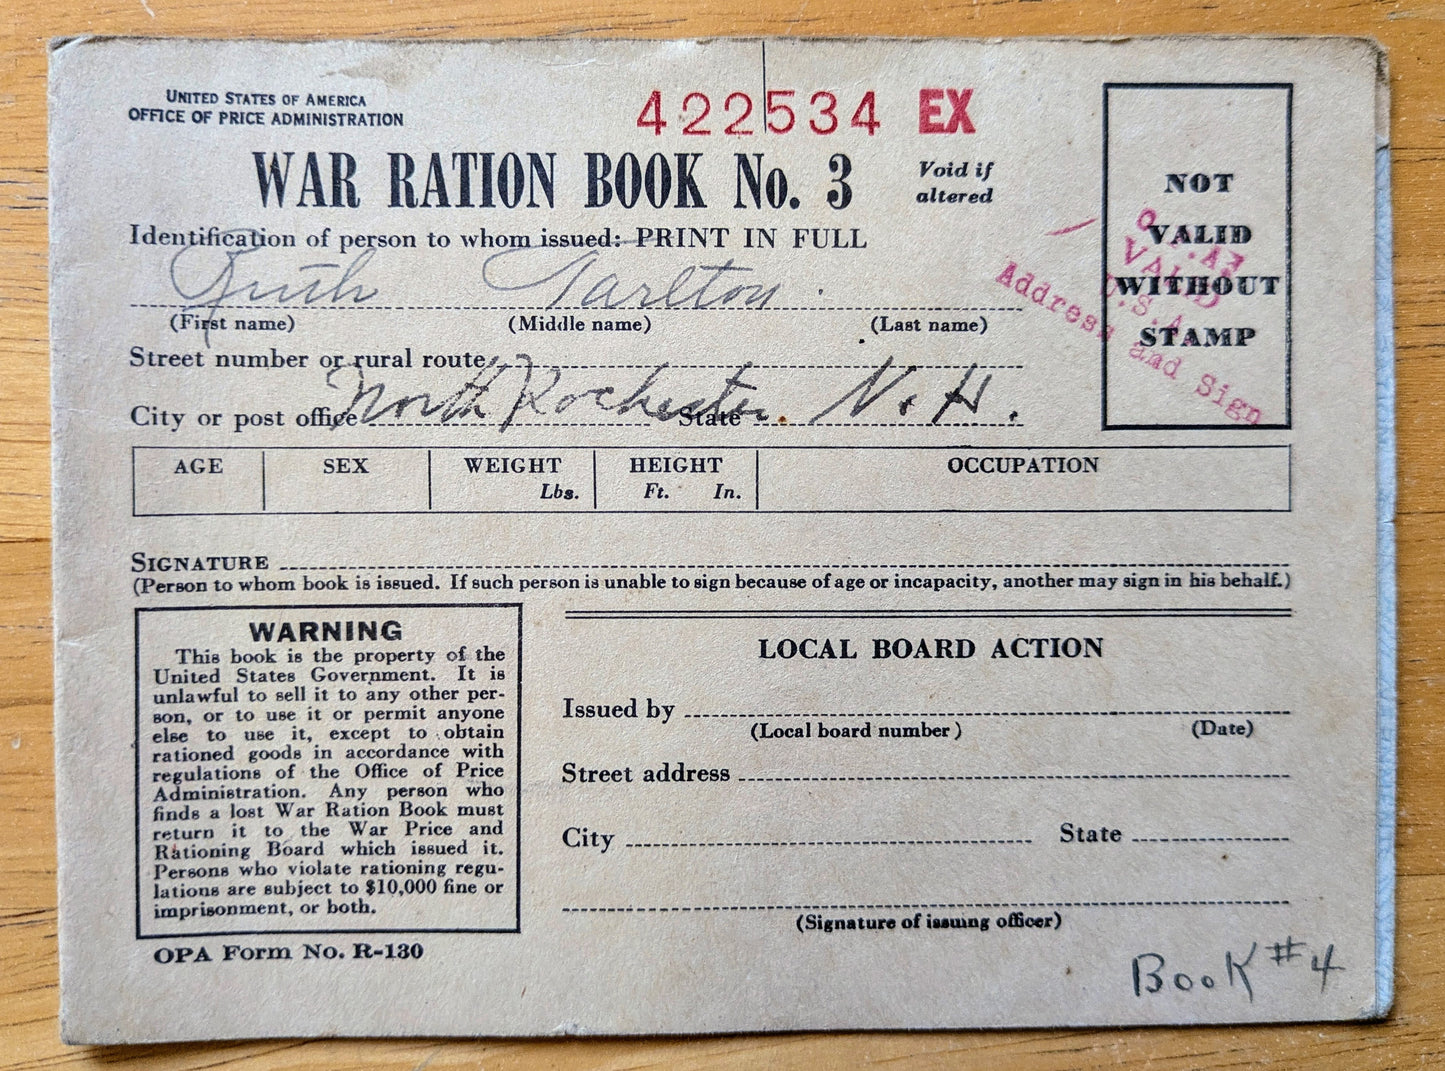 UNITED STATES OF AMERICA
OFFICE OF PRICE ADMINISTRATION
422534 EX
WAR RATION BOOK No. 3
Void if
altered
Identification of person to whom issued: PRINT IN FULL
Ruth Tarlton.
(First name) (Middle name) (Last name)
Street number or rural route
North Rochester. N. H.
City or post office State
NOT
VALID
WITHOUT
STAMP
O.P.A.
VALID
U.S.A.
Address and Sign
AGE SEX WEIGHT HEIGHT OCCUPATION
Lbs. Ft. In.
SIGNATURE
(Person to whom book is issued. If such person is unable to sign because of age or incapacity, another may sign in his behalf.)
WARNING
This book is the property of the
United States Government. It is
unlawful to sell it to any other per-
son, or to use it or permit anyone
else to use it, except to obtain
rationed goods in accordance with
regulations of the Office of Price
Administration. Any person who
finds a lost War Ration Book must
return it to the War Price and
Rationing Board which issued it.
Persons who violate rationing regu-
lations are subject to $10,000 fine or
imprisonment, or both.
OPA Form No. R-130
LOCAL BOARD ACTION
Issued by
(Local board number) (Date)
Street address
City State
(Signature of issuing officer)
Book #4